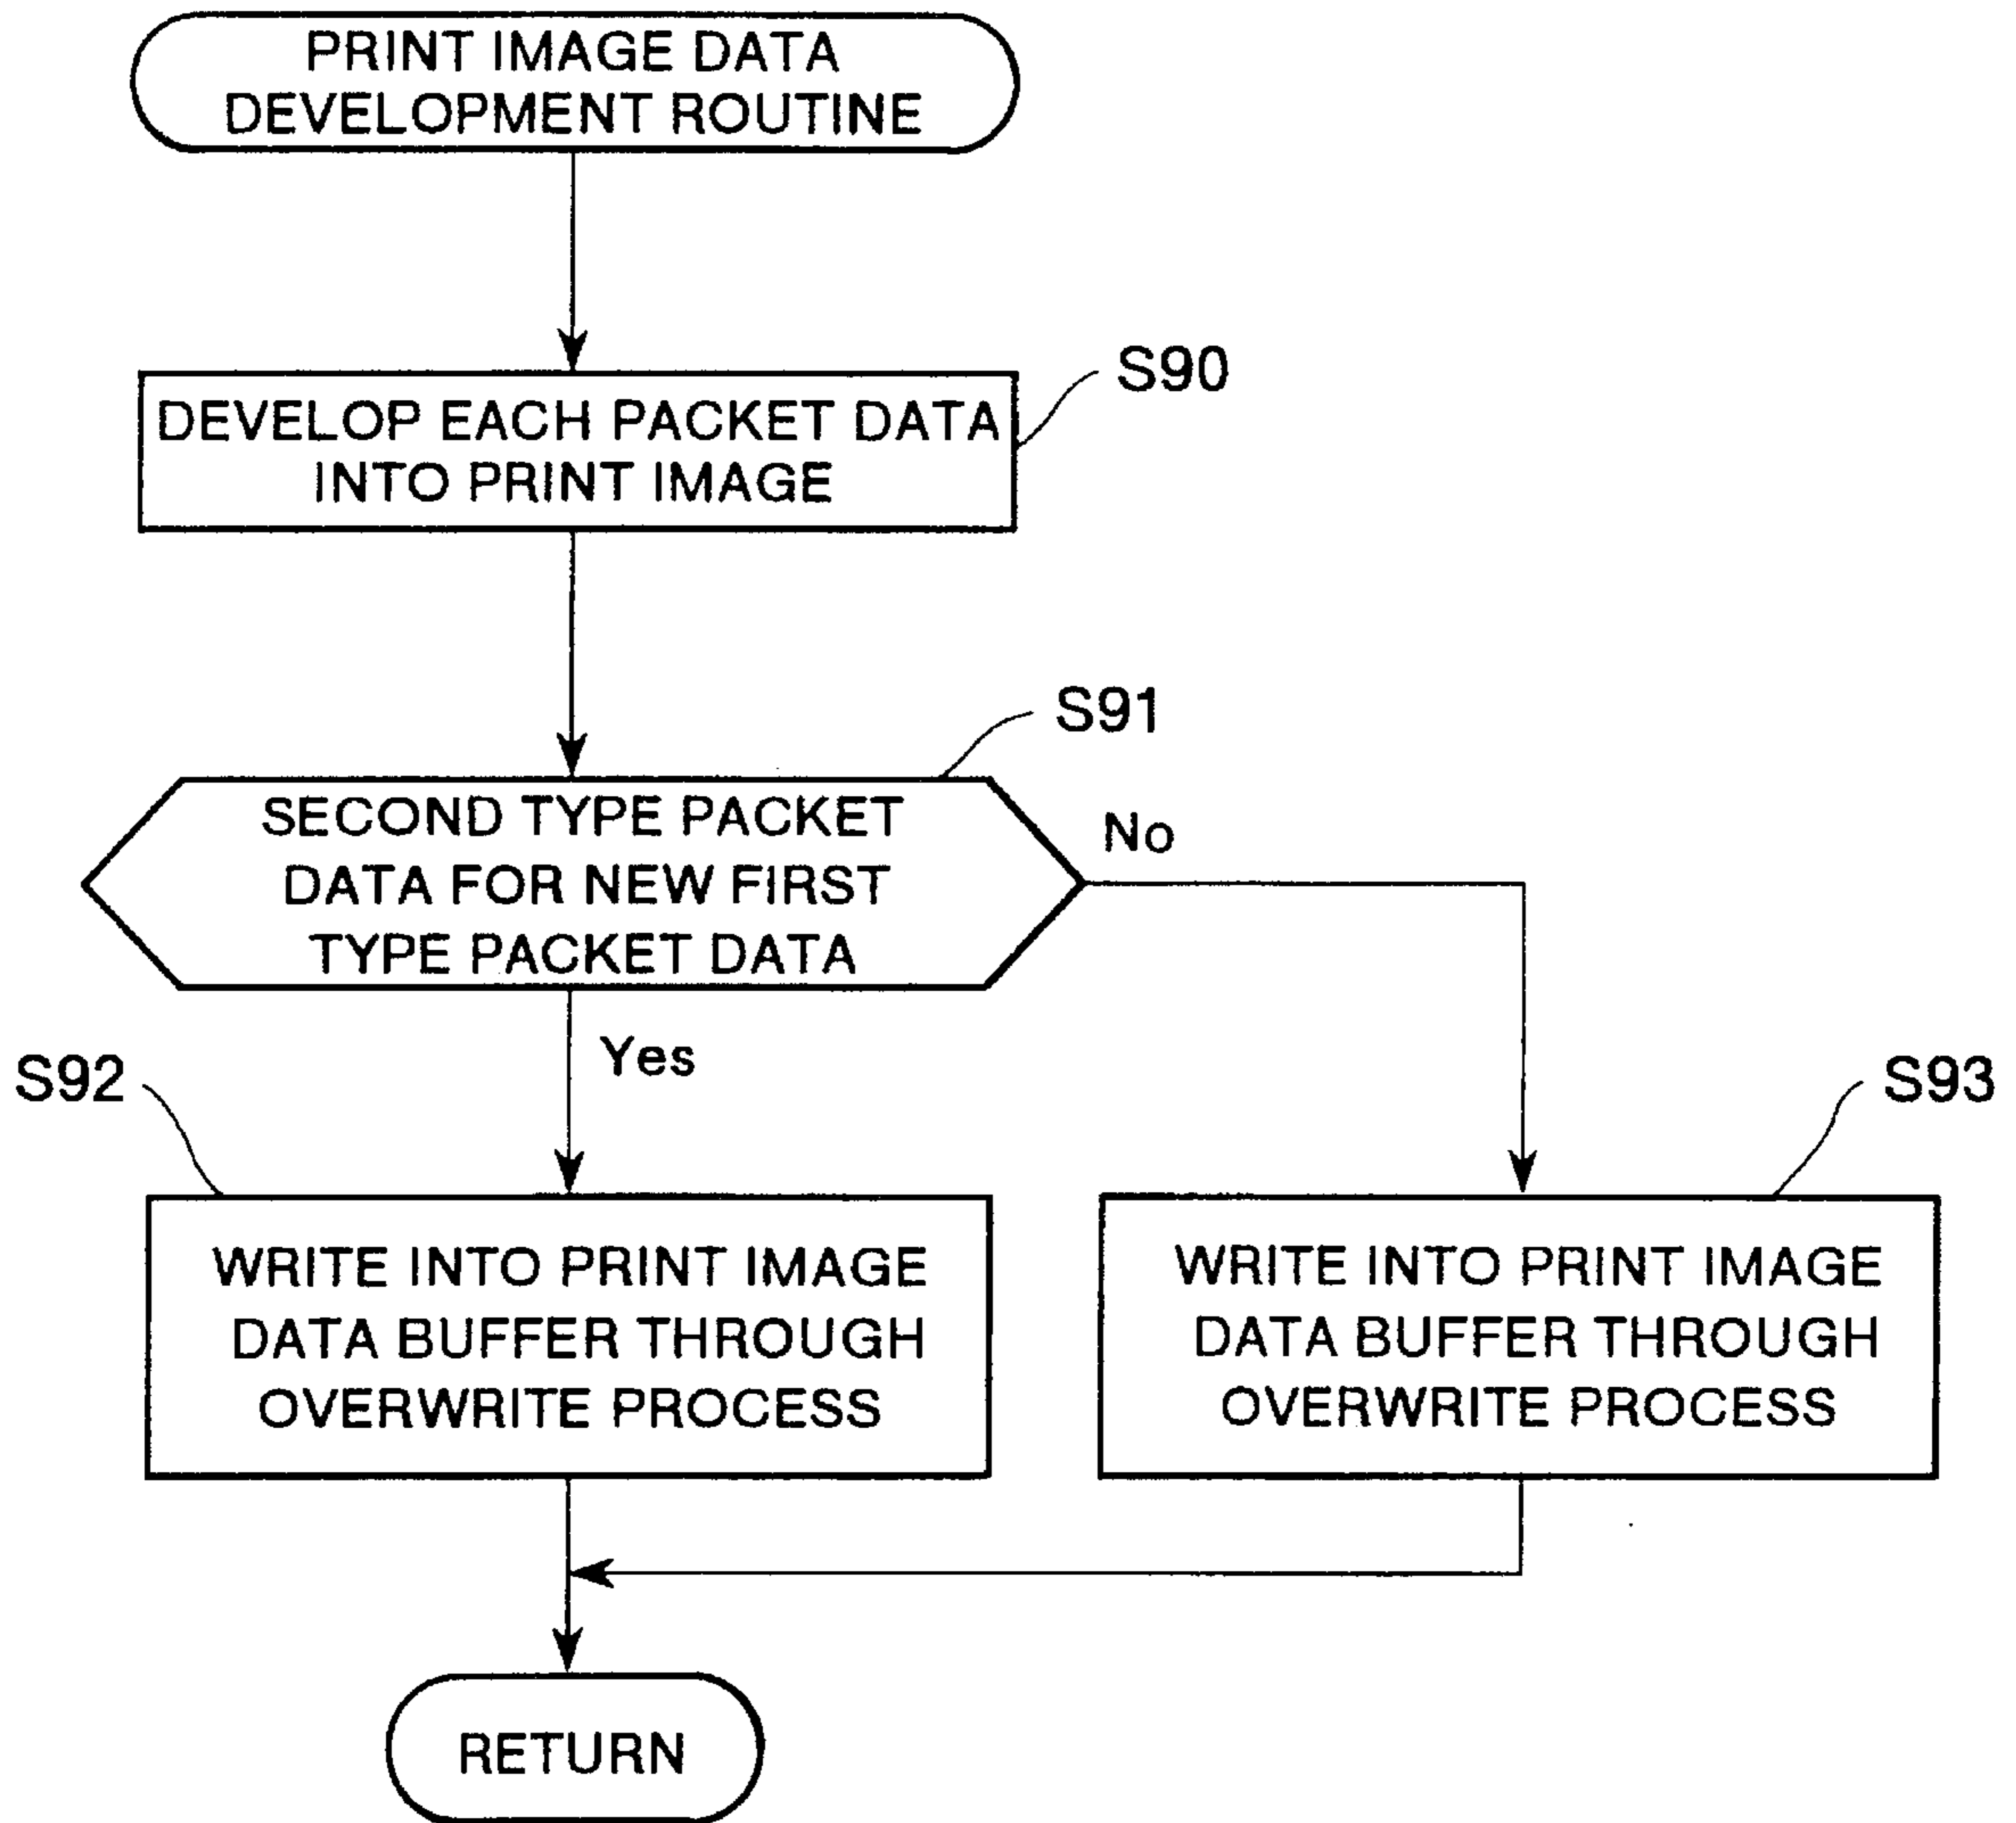 PRINT IMAGE DATA
DEVELOPMENT ROUTINE
S90
DEVELOP EACH PACKET DATA
INTO PRINT IMAGE
S91
SECOND TYPE PACKET
DATA FOR NEW FIRST
TYPE PACKET DATA
No
Yes
S92
WRITE INTO PRINT IMAGE
DATA BUFFER THROUGH
OVERWRITE PROCESS
S93
WRITE INTO PRINT IMAGE
DATA BUFFER THROUGH
OVERWRITE PROCESS
RETURN